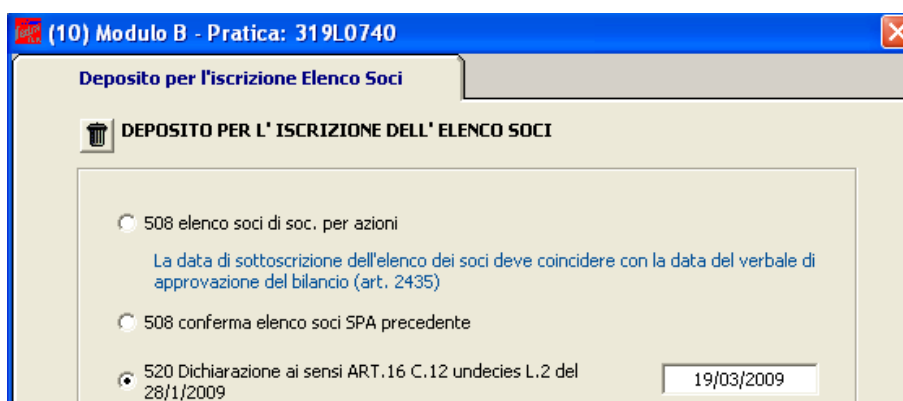 (10) Modulo B - Pratica: 319L0740
Deposito per l'iscrizione Elenco Soci
DEPOSITO PER L' ISCRIZIONE DELL' ELENCO SOCI
508 elenco soci di soc. per azioni
La data di sottoscrizione dell'elenco dei soci deve coincidere con la data del verbale di
approvazione del bilancio (art. 2435)
508 conferma elenco soci SPA precedente
520 Dichiarazione ai sensi ART.16 C.12 undecies L.2 del
28/1/2009
19/03/2009